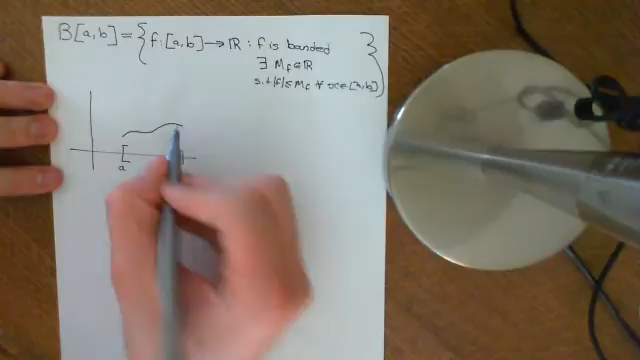 B[a,b] = { f:[a,b] → ℝ : f is bounded
∃ M_f ∈ ℝ
s.t |f| ≤ M_f ∀ x ∈ [a,b] }
a